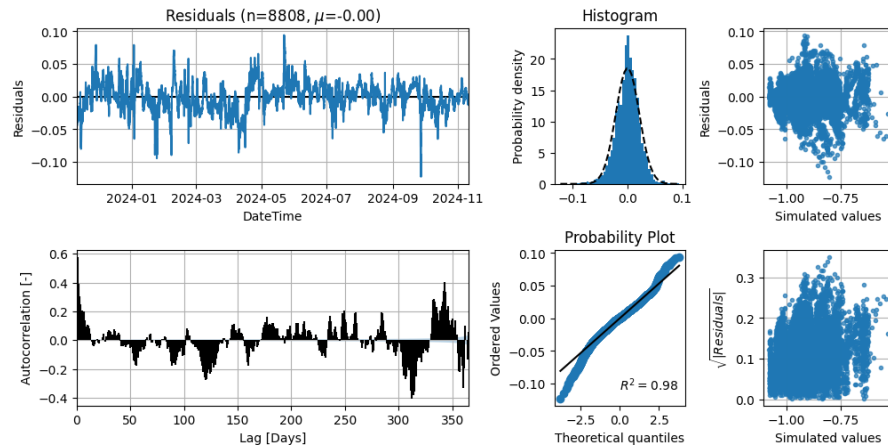 Residuals (n=8808, μ=-0.00)
Residuals
0.10
0.05
0.00
−0.05
−0.10
2024-01 2024-03 2024-05 2024-07 2024-09 2024-11
DateTime
Histogram
Probability density
20
15
10
5
0
−0.1 0.0 0.1
Residuals
0.10
0.05
0.00
−0.05
−0.10
−1.00 −0.75
Simulated values
Autocorrelation [-]
0.6
0.4
0.2
0.0
−0.2
−0.4
0 50 100 150 200 250 300 350
Lag [Days]
Probability Plot
Ordered Values
0.10
0.05
0.00
−0.05
−0.10
R² = 0.98
−2.5 0.0 2.5
Theoretical quantiles
√|Residuals|
0.3
0.2
0.1
0.0
−1.00 −0.75
Simulated values